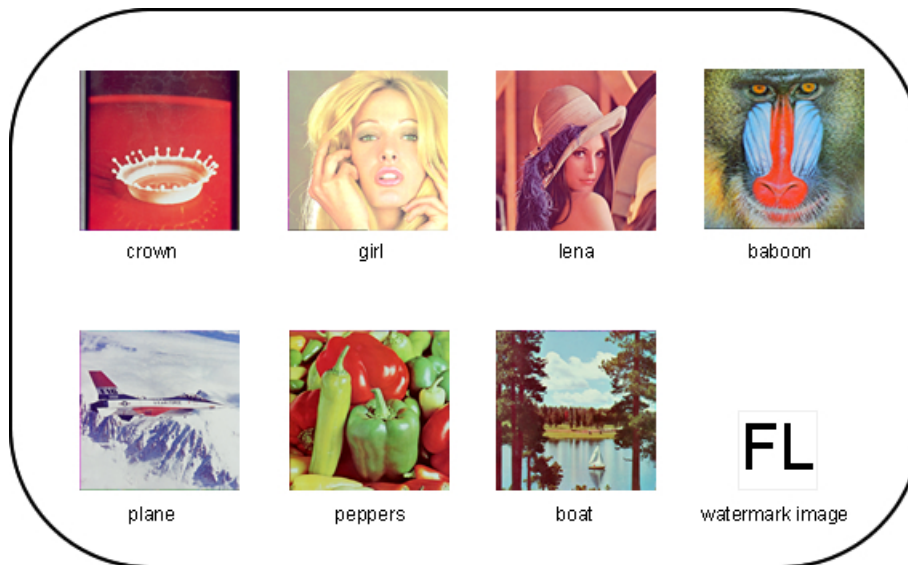 crown
girl
lena
baboon
plane
peppers
boat
FL
watermark image